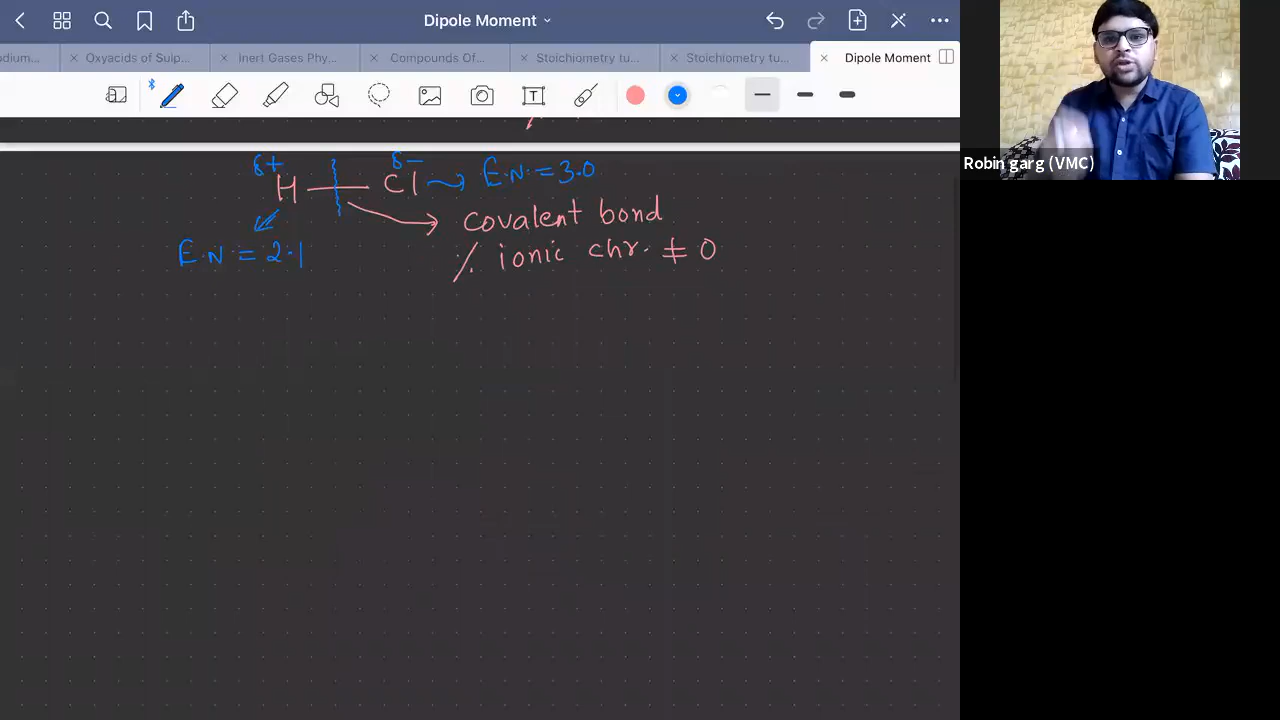 Dipole Moment
odium...
Oxyacids of Sulp...
Inert Gases Phy...
Compounds Of...
Stoichiometry tu...
Stoichiometry tu...
Dipole Moment
T
Robin garg (VMC)
δ+ δ-
H — Cl → E.N. = 3.0
E.N = 2.1
covalent bond
% ionic chr. ≠ 0